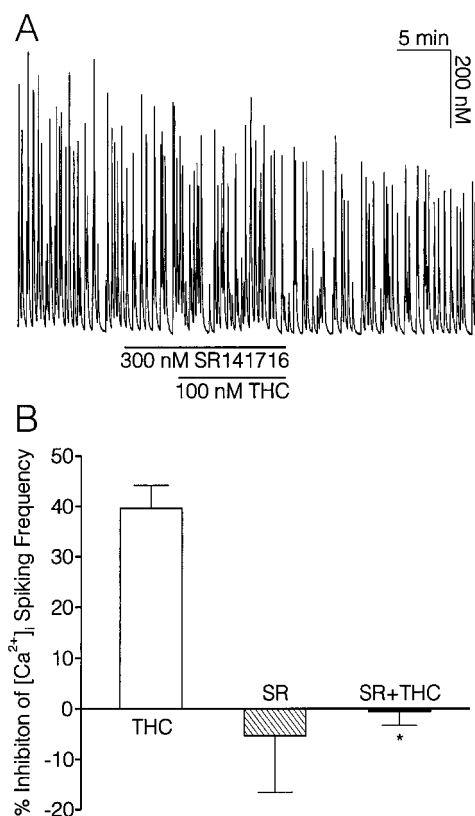 A
5 min
200 nM
300 nM SR141716
100 nM THC
B
% Inhibiton of [Ca²⁺]ᵢ Spiking Frequency
50
40
30
20
10
0
-10
-20
THC
SR
SR+THC
*